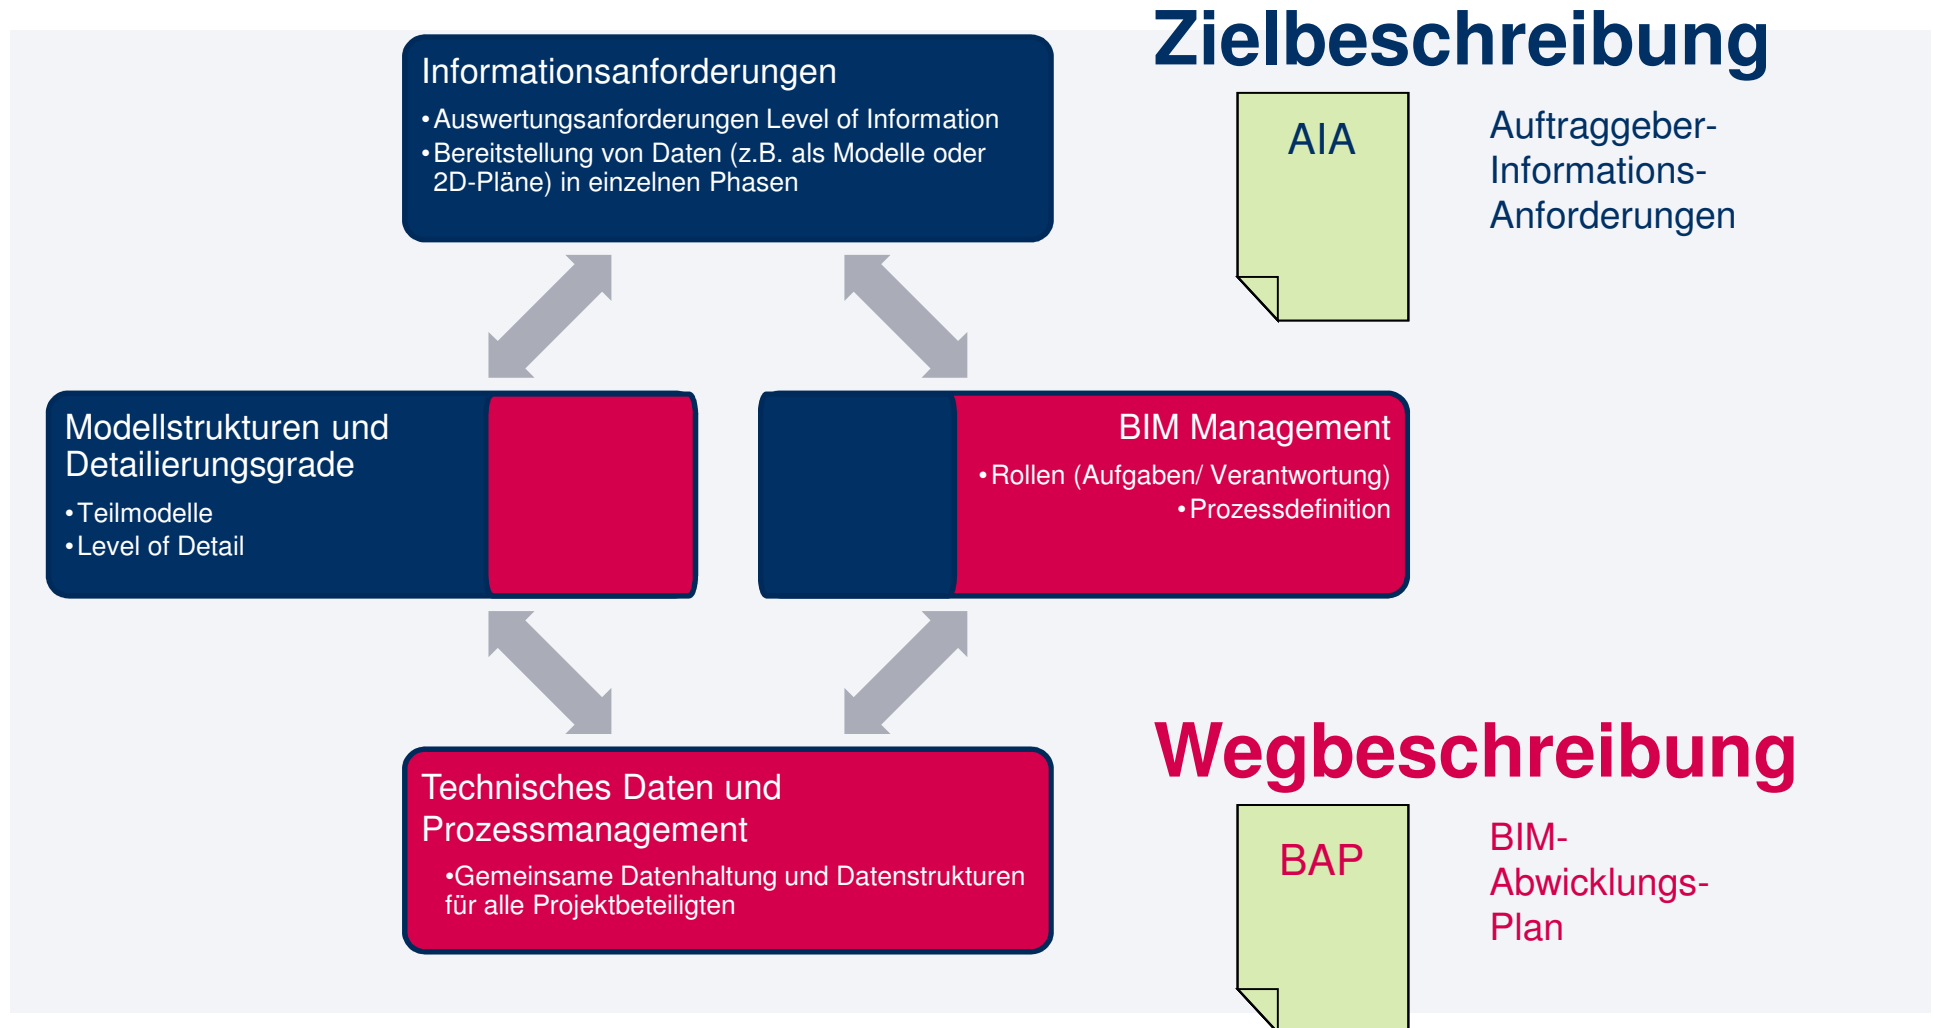 Zielbeschreibung
Informationsanforderungen
•Auswertungsanforderungen Level of Information
•Bereitstellung von Daten (z.B. als Modelle oder
2D-Pläne) in einzelnen Phasen
AIA
Auftraggeber-
Informations-
Anforderungen
Modellstrukturen und
Detailierungsgrade
•Teilmodelle
•Level of Detail
BIM Management
•Rollen (Aufgaben/ Verantwortung)
•Prozessdefinition
Wegbeschreibung
Technisches Daten und
Prozessmanagement
•Gemeinsame Datenhaltung und Datenstrukturen
für alle Projektbeteiligten
BAP
BIM-
Abwicklungs-
Plan